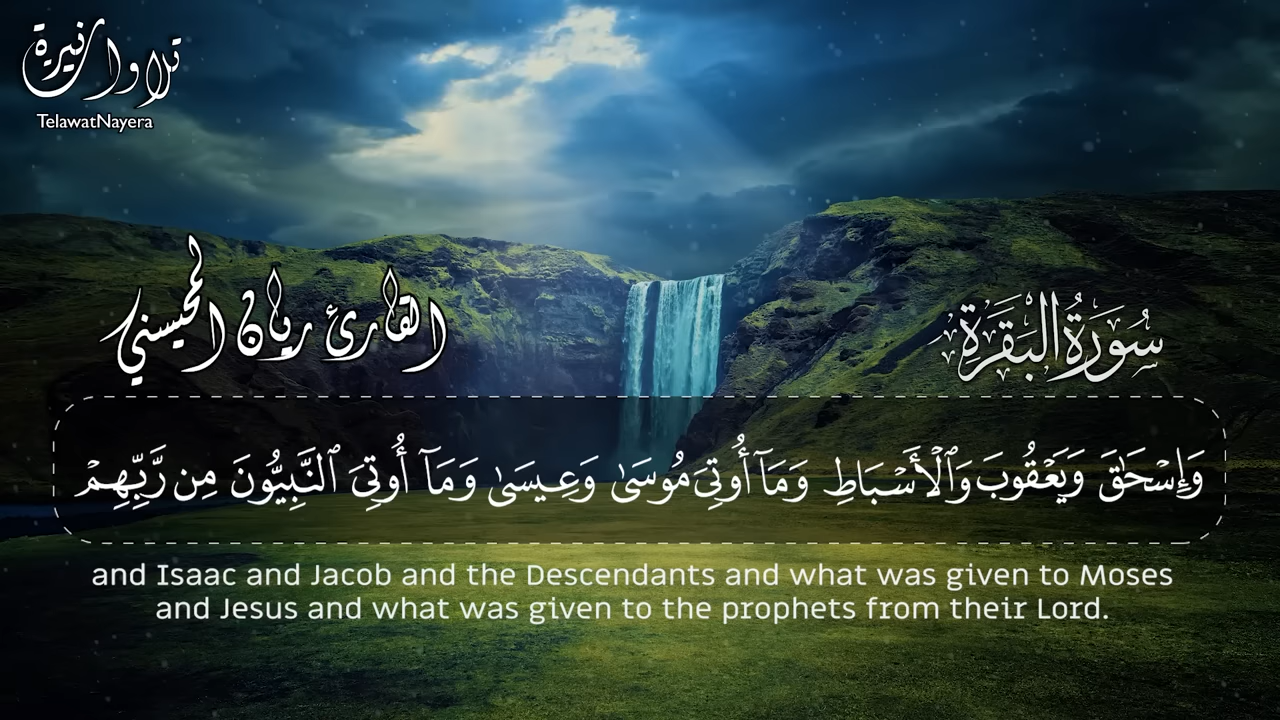 تلاوات نيرة
TelawatNayera
القارئ ريان المحيسني
سُورَةُ البَقَرَةِ
وَإِسْحَٰقَ وَيَعْقُوبَ وَٱلْأَسْبَاطِ وَمَآ أُوتِىَ مُوسَىٰ وَعِيسَىٰ وَمَآ أُوتِىَ ٱلنَّبِيُّونَ مِن رَّبِّهِمْ
and Isaac and Jacob and the Descendants and what was given to Moses
and Jesus and what was given to the prophets from their Lord.